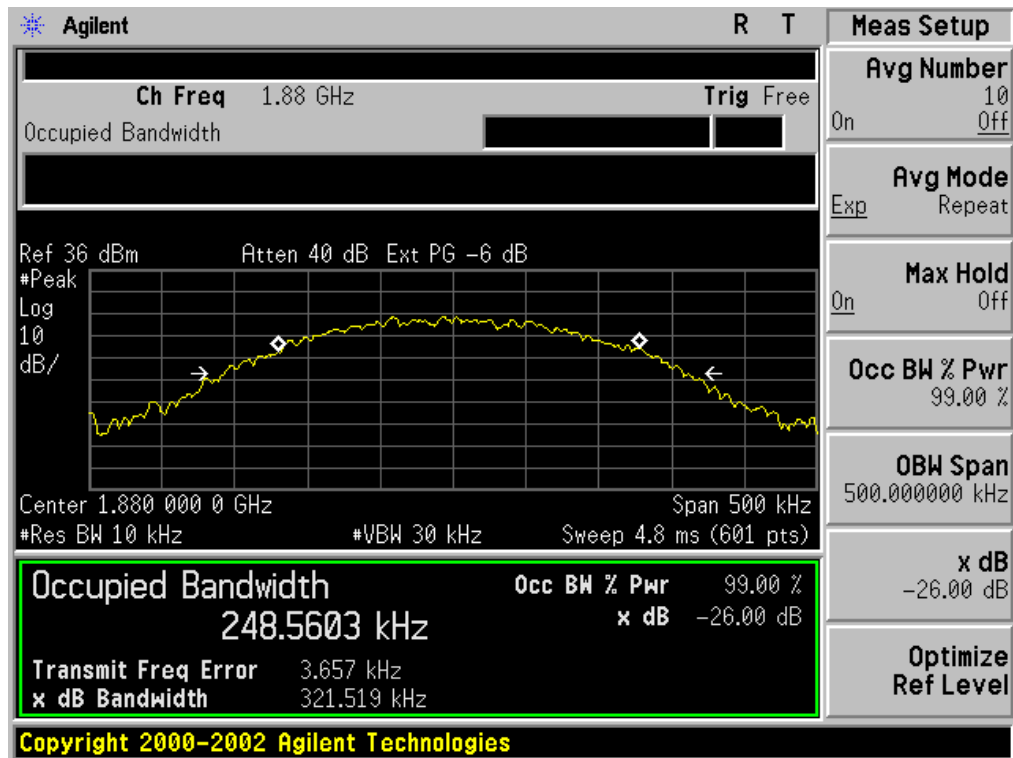 Agilent R T
Ch Freq 1.88 GHz Trig Free
Occupied Bandwidth
Ref 36 dBm Atten 40 dB Ext PG -6 dB
#Peak
Log
10
dB/
Center 1.880 000 0 GHz Span 500 kHz
#Res BW 10 kHz #VBW 30 kHz Sweep 4.8 ms (601 pts)
Occupied Bandwidth Occ BW % Pwr 99.00 %
248.5603 kHz x dB -26.00 dB
Transmit Freq Error 3.657 kHz
x dB Bandwidth 321.519 kHz
Copyright 2000-2002 Agilent Technologies
Meas Setup
Avg Number
10
On Off
Avg Mode
Exp Repeat
Max Hold
On Off
Occ BW % Pwr
99.00 %
OBW Span
500.000000 kHz
x dB
-26.00 dB
Optimize
Ref Level